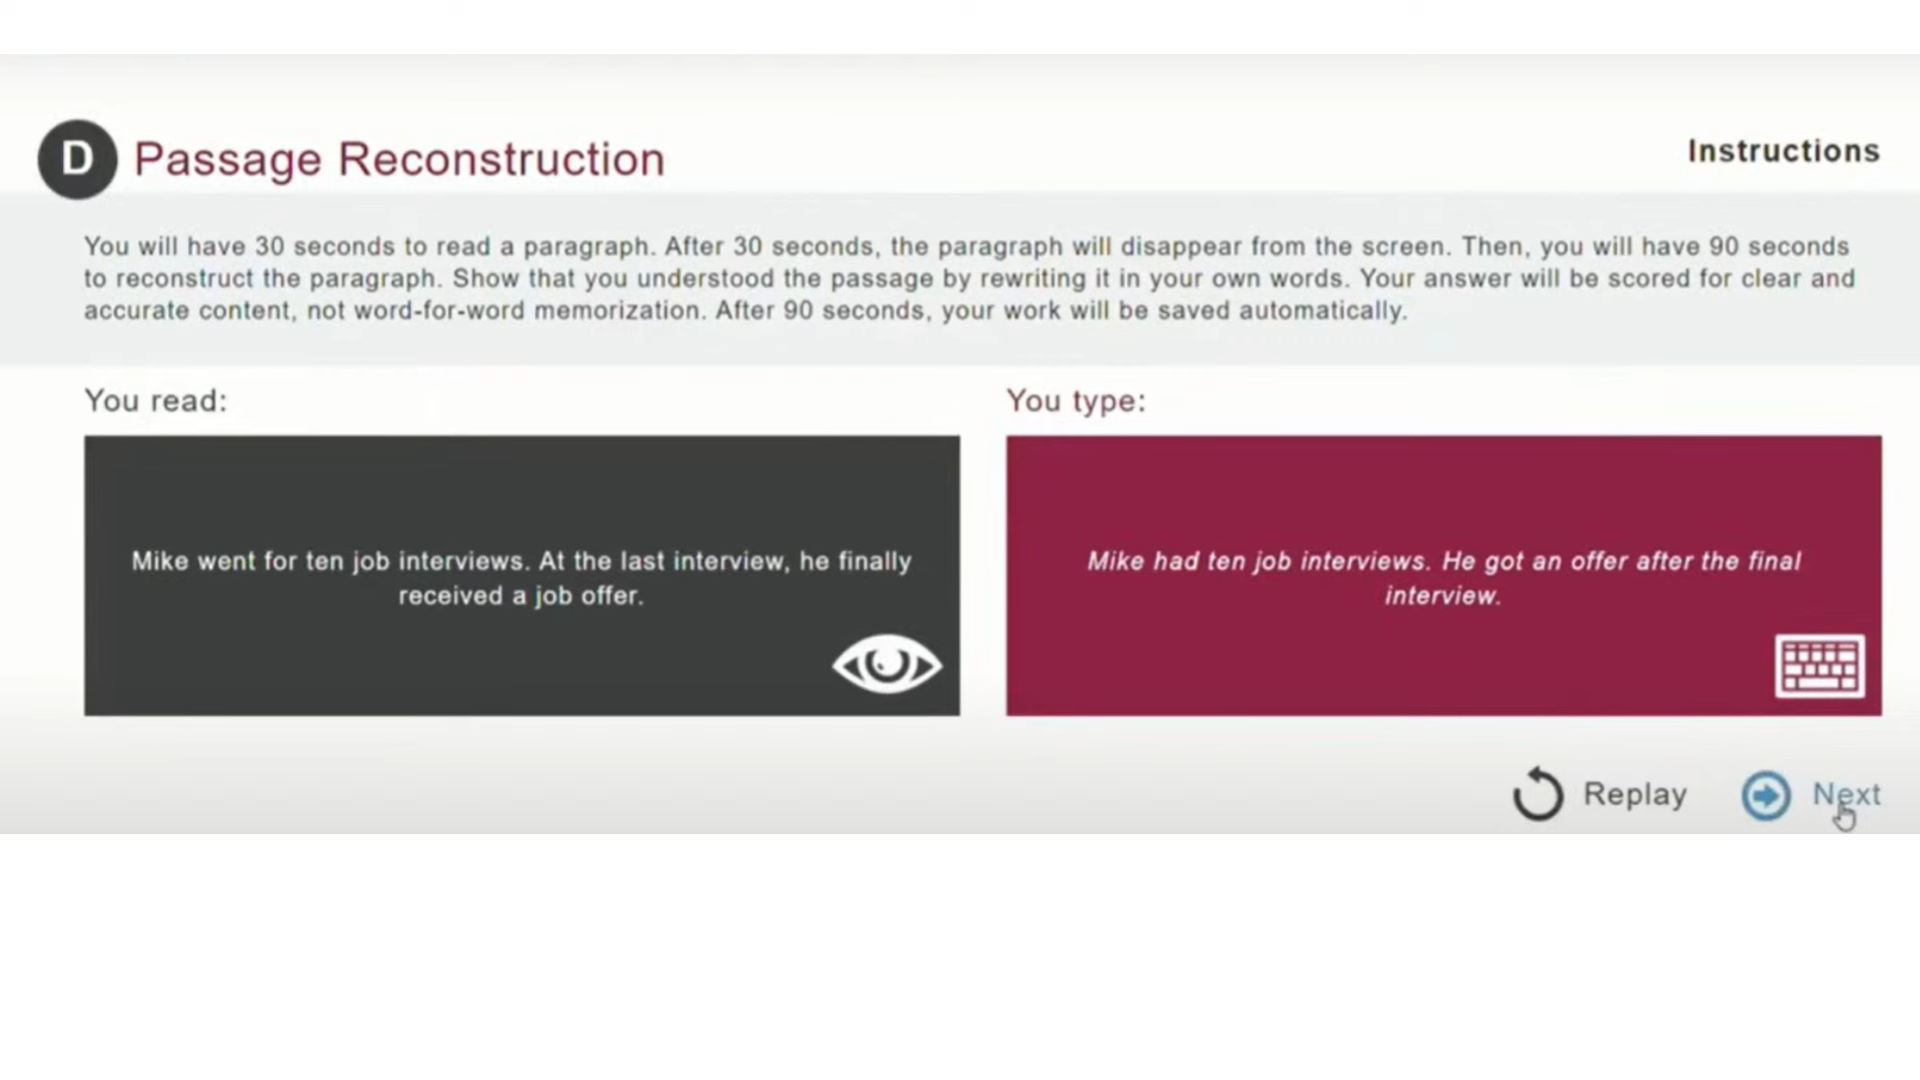 D Passage Reconstruction
Instructions
You will have 30 seconds to read a paragraph. After 30 seconds, the paragraph will disappear from the screen. Then, you will have 90 seconds
to reconstruct the paragraph. Show that you understood the passage by rewriting it in your own words. Your answer will be scored for clear and
accurate content, not word-for-word memorization. After 90 seconds, your work will be saved automatically.
You read:
Mike went for ten job interviews. At the last interview, he finally
received a job offer.
You type:
Mike had ten job interviews. He got an offer after the final
interview.
Replay
Next